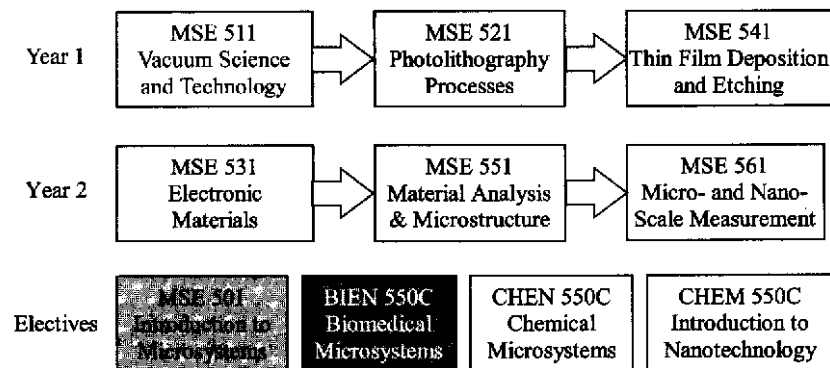 Year 1
MSE 511
Vacuum Science
and Technology
MSE 521
Photolithography
Processes
MSE 541
Thin Film Deposition
and Etching
Year 2
MSE 531
Electronic
Materials
MSE 551
Material Analysis
& Microstructure
MSE 561
Micro- and Nano-
Scale Measurement
Electives
MSE 501
Introduction to
Microsystems
BIEN 550C
Biomedical
Microsystems
CHEN 550C
Chemical
Microsystems
CHEM 550C
Introduction to
Nanotechnology